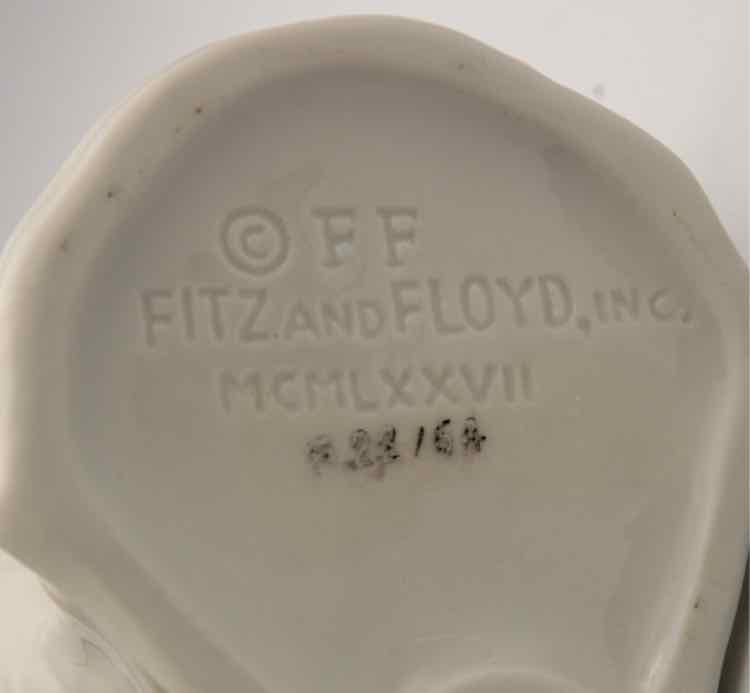 © FF
FITZ. AND FLOYD, INC.
MCMLXXVII